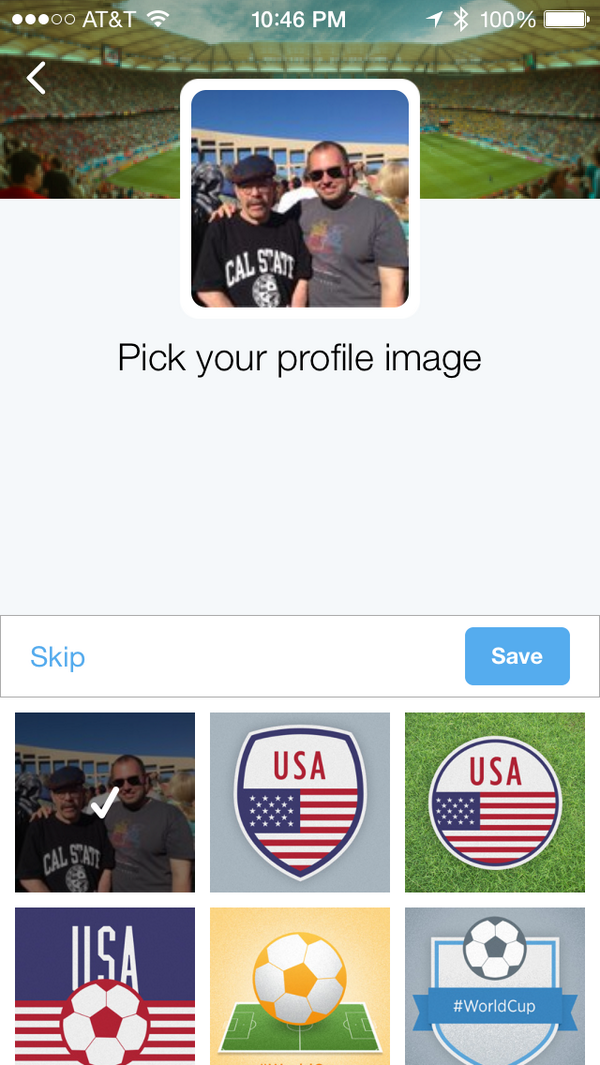 AT&T 10:46 PM 100%
CAL STATE
Pick your profile image
Skip Save
CAL STATE
USA
USA
USA
#WorldCup